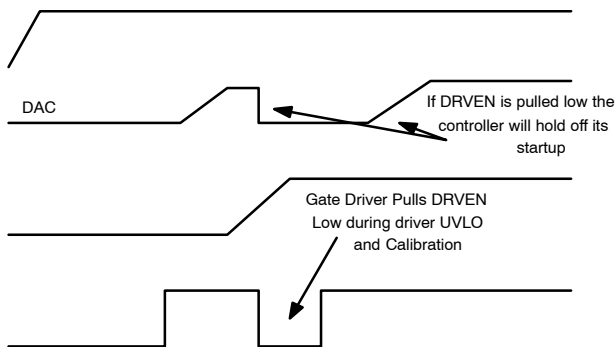 DAC
If DRVEN is pulled low the
controller will hold off its
startup
Gate Driver Pulls DRVEN
Low during driver UVLO
and Calibration